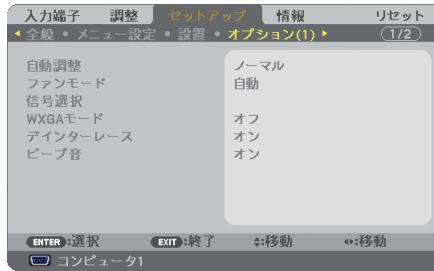 入力端子 調整 セットアップ 情報 リセット
全般 • メニュー設定 • 設置 • オプション(1) 1/2
自動調整 ノーマル
ファンモード 自動
信号選択
WXGAモード オフ
デインターレース オン
ビープ音 オン
ENTER:選択 EXIT:終了 :移動 :移動
コンピュータ1